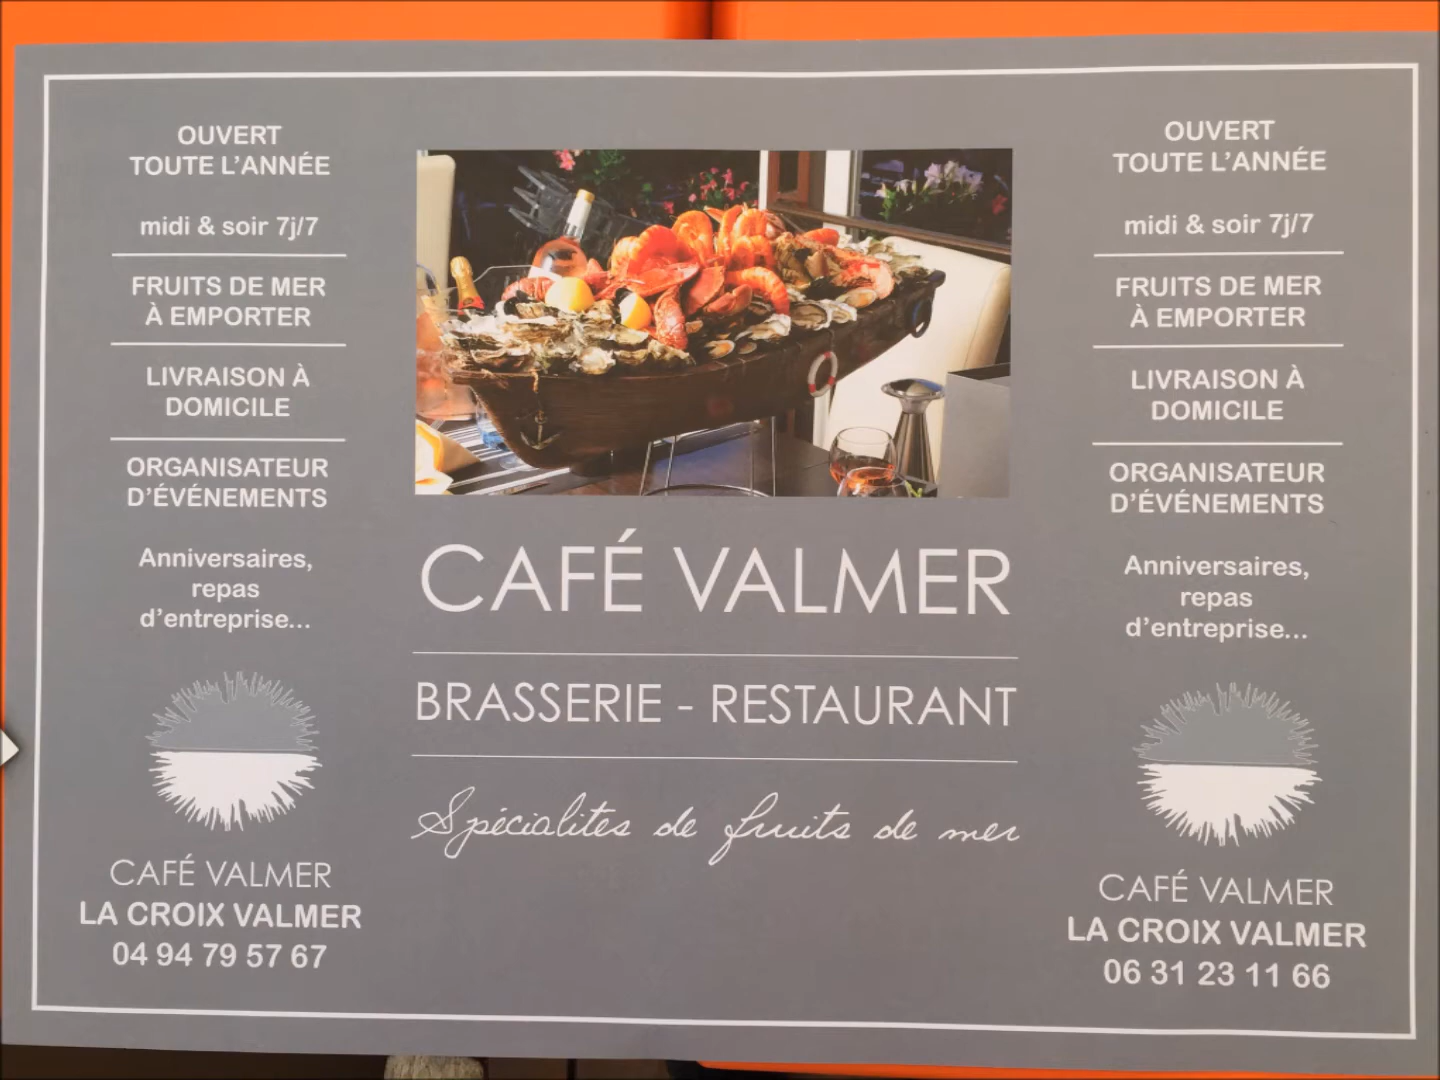 OUVERT
TOUTE L'ANNÉE
midi & soir 7j/7
FRUITS DE MER
À EMPORTER
LIVRAISON À
DOMICILE
ORGANISATEUR
D'ÉVÉNEMENTS
Anniversaires,
repas
d'entreprise...
CAFÉ VALMER
LA CROIX VALMER
04 94 79 57 67
CAFÉ VALMER
BRASSERIE - RESTAURANT
Spécialites de fruits de mer
OUVERT
TOUTE L'ANNÉE
midi & soir 7j/7
FRUITS DE MER
À EMPORTER
LIVRAISON À
DOMICILE
ORGANISATEUR
D'ÉVÉNEMENTS
Anniversaires,
repas
d'entreprise...
CAFÉ VALMER
LA CROIX VALMER
06 31 23 11 66